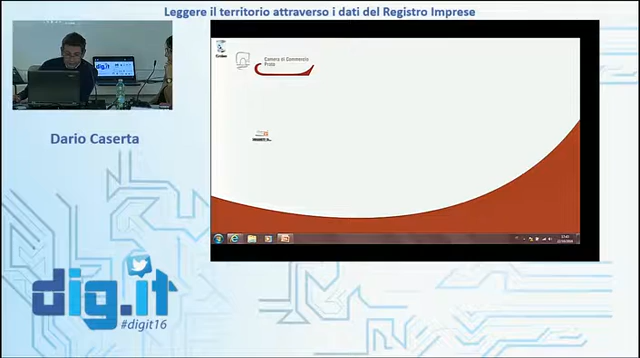 Leggere il territorio attraverso i dati del Registro Imprese
Camera di Commercio
Prato
Dario Caserta
dig.it
#digit16